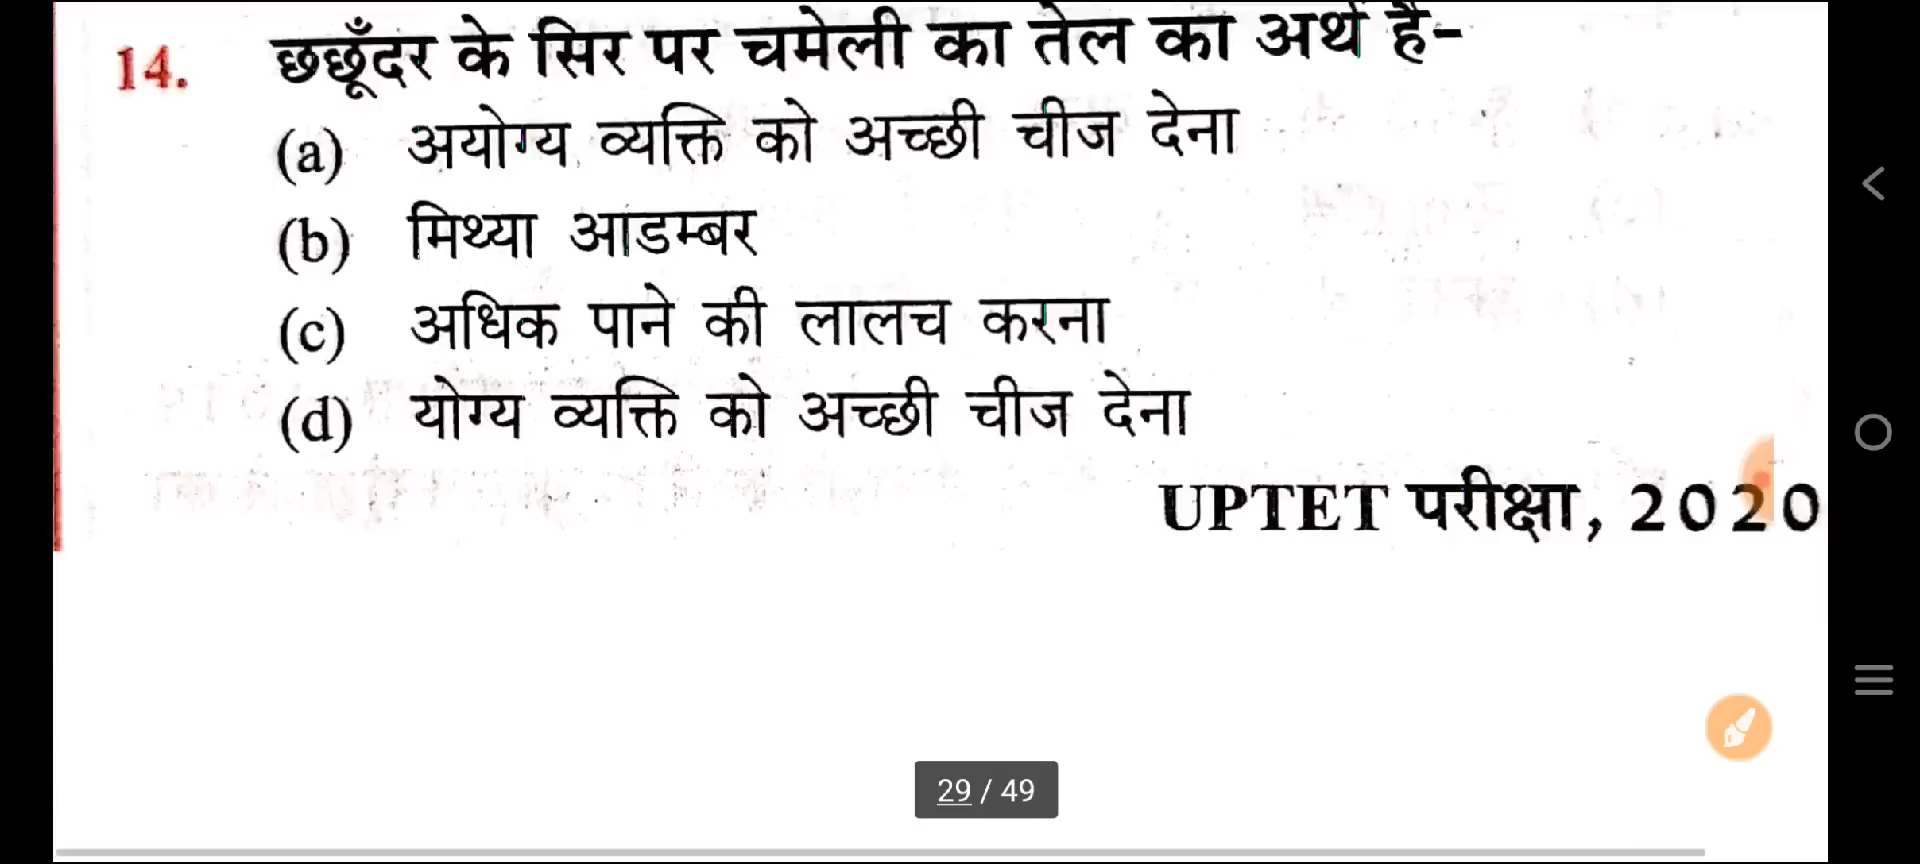 14. छछूँदर के सिर पर चमेली का तेल का अर्थ है-
(a) अयोग्य व्यक्ति को अच्छी चीज देना
(b) मिथ्या आडम्बर
(c) अधिक पाने की लालच करना
(d) योग्य व्यक्ति को अच्छी चीज देना
UPTET परीक्षा, 2020
29 / 49